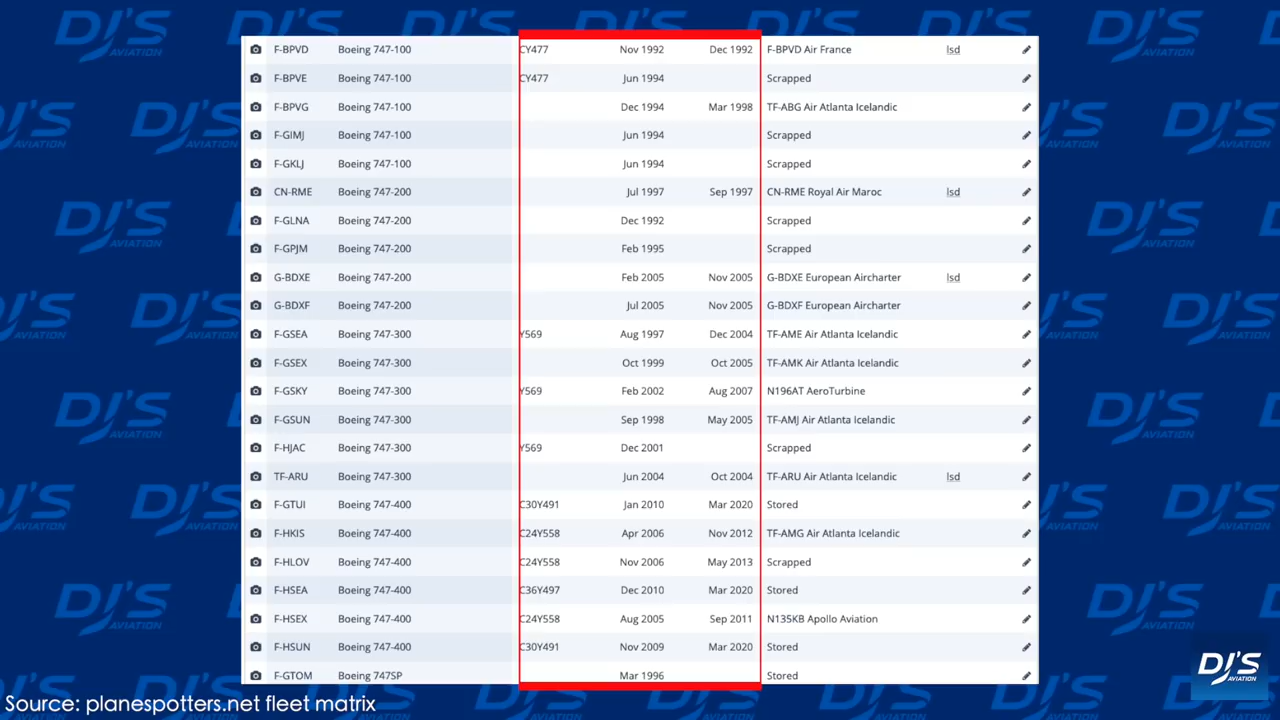 F-BPVD Boeing 747-100 CY477 Nov 1992 Dec 1992 F-BPVD Air France lsd
F-BPVE Boeing 747-100 CY477 Jun 1994 Scrapped
F-BPVG Boeing 747-100 Dec 1994 Mar 1998 TF-ABG Air Atlanta Icelandic
F-GIMJ Boeing 747-100 Jun 1994 Scrapped
F-GKLJ Boeing 747-100 Jun 1994 Scrapped
CN-RME Boeing 747-200 Jul 1997 Sep 1997 CN-RME Royal Air Maroc lsd
F-GLNA Boeing 747-200 Dec 1992 Scrapped
F-GPJM Boeing 747-200 Feb 1995 Scrapped
G-BDXE Boeing 747-200 Feb 2005 Nov 2005 G-BDXE European Aircharter lsd
G-BDXF Boeing 747-200 Jul 2005 Nov 2005 G-BDXF European Aircharter
F-GSEA Boeing 747-300 Y569 Aug 1997 Dec 2004 TF-AME Air Atlanta Icelandic
F-GSEX Boeing 747-300 Oct 1999 Oct 2005 TF-AMK Air Atlanta Icelandic
F-GSKY Boeing 747-300 Y569 Feb 2002 Aug 2007 N196AT AeroTurbine
F-GSUN Boeing 747-300 Sep 1998 May 2005 TF-AMJ Air Atlanta Icelandic
F-HJAC Boeing 747-300 Y569 Dec 2001 Scrapped
TF-ARU Boeing 747-300 Jun 2004 Oct 2004 TF-ARU Air Atlanta Icelandic lsd
F-GTUI Boeing 747-400 C30Y491 Jan 2010 Mar 2020 Stored
F-HKIS Boeing 747-400 C24Y558 Apr 2006 Nov 2012 TF-AMG Air Atlanta Icelandic
F-HLOV Boeing 747-400 C24Y558 Nov 2006 May 2013 Scrapped
F-HSEA Boeing 747-400 C36Y497 Dec 2010 Mar 2020 Stored
F-HSEX Boeing 747-400 C24Y558 Aug 2005 Sep 2011 N135KB Apollo Aviation
F-HSUN Boeing 747-400 C30Y491 Nov 2009 Mar 2020 Stored
F-GTOM Boeing 747SP Mar 1996 Stored
DJ'S
AVIATION
Source: planespotters.net fleet matrix